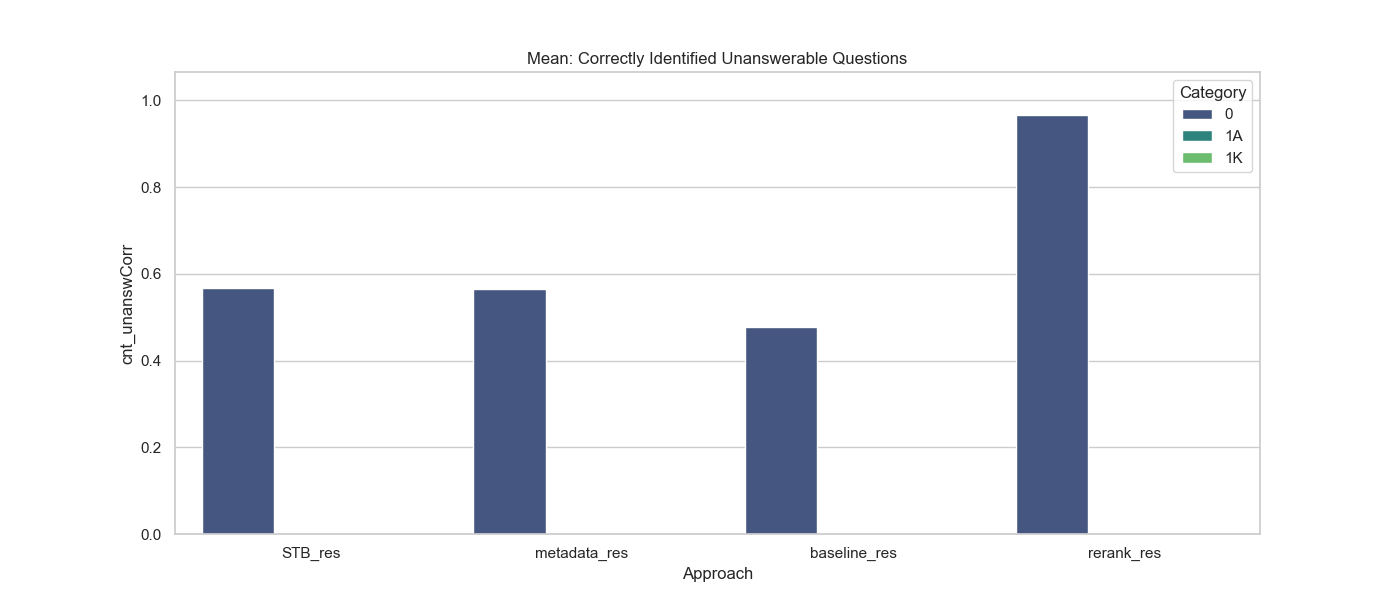 Mean: Correctly Identified Unanswerable Questions
Category
0
1A
1K
1.0
0.8
0.6
0.4
0.2
0.0
cnt_unanswCorr
STB_res
metadata_res
baseline_res
rerank_res
Approach